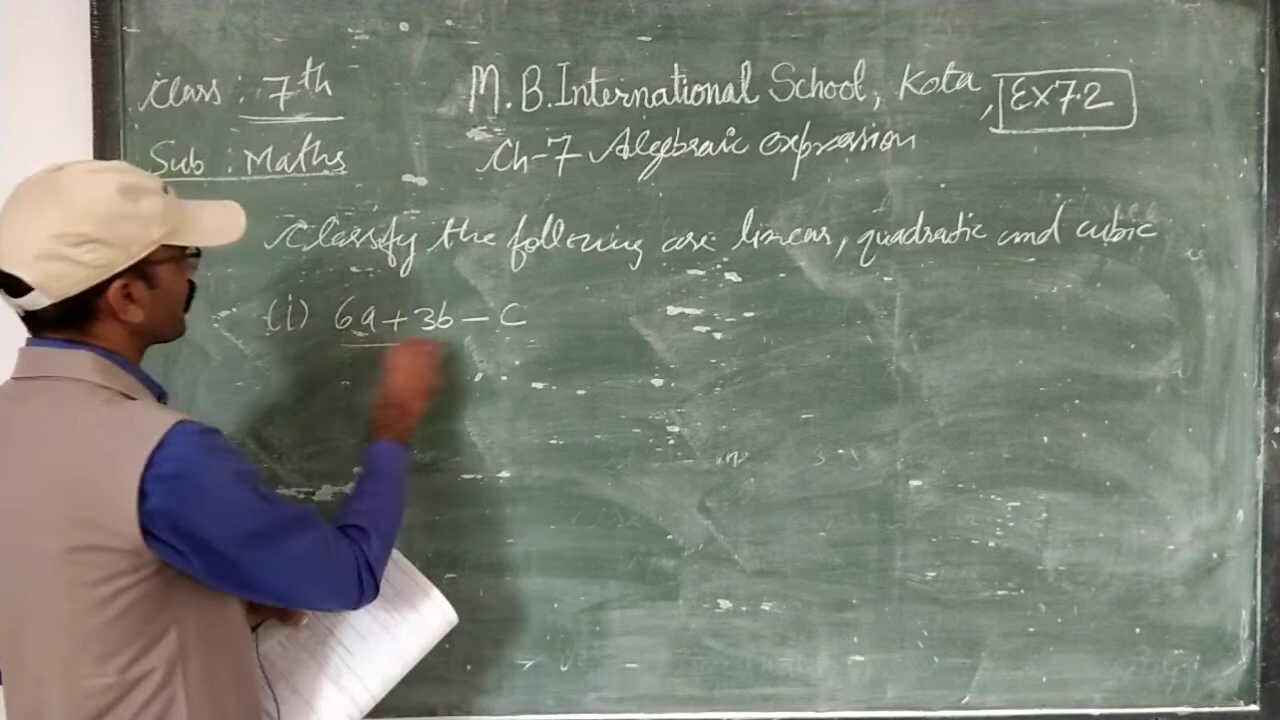 Class : 7th
M. B. International School, Kota, Ex 7.2
Sub : Maths
Ch-7 Algebraic expression
Classify the following as linear, quadratic and cubic
(i) 6a + 3b - c